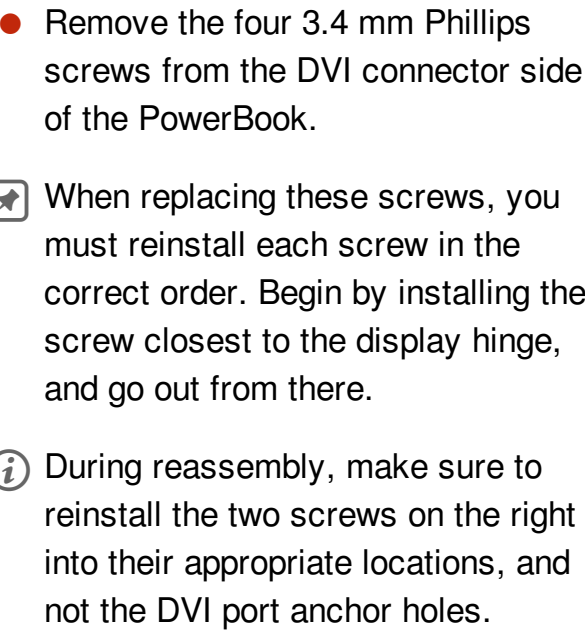 Remove the four 3.4 mm Phillips
screws from the DVI connector side
of the PowerBook.
When replacing these screws, you
must reinstall each screw in the
correct order. Begin by installing the
screw closest to the display hinge,
and go out from there.
During reassembly, make sure to
reinstall the two screws on the right
into their appropriate locations, and
not the DVI port anchor holes.